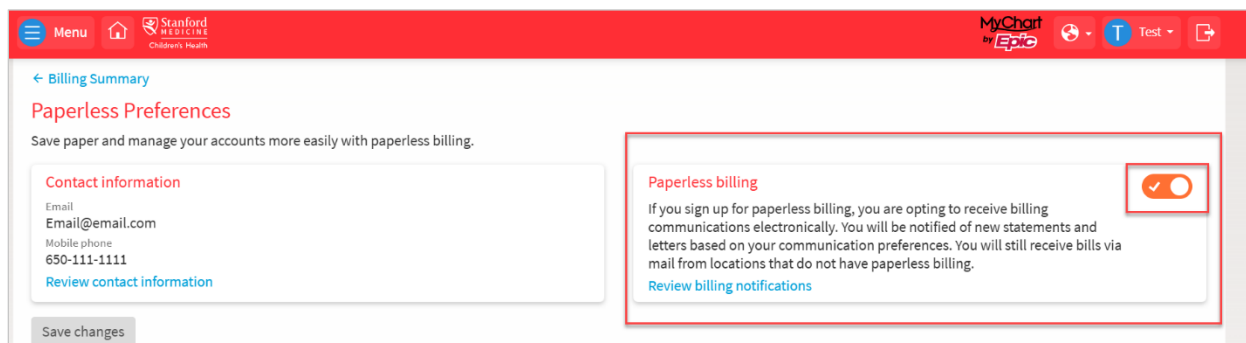 Menu
Stanford
MEDICINE
Children's Health
MyChart
by Epic
T
Test
← Billing Summary
Paperless Preferences
Save paper and manage your accounts more easily with paperless billing.
Contact information
Email
Email@email.com
Mobile phone
650-111-1111
Review contact information
Paperless billing
If you sign up for paperless billing, you are opting to receive billing
communications electronically. You will be notified of new statements and
letters based on your communication preferences. You will still receive bills via
mail from locations that do not have paperless billing.
Review billing notifications
Save changes